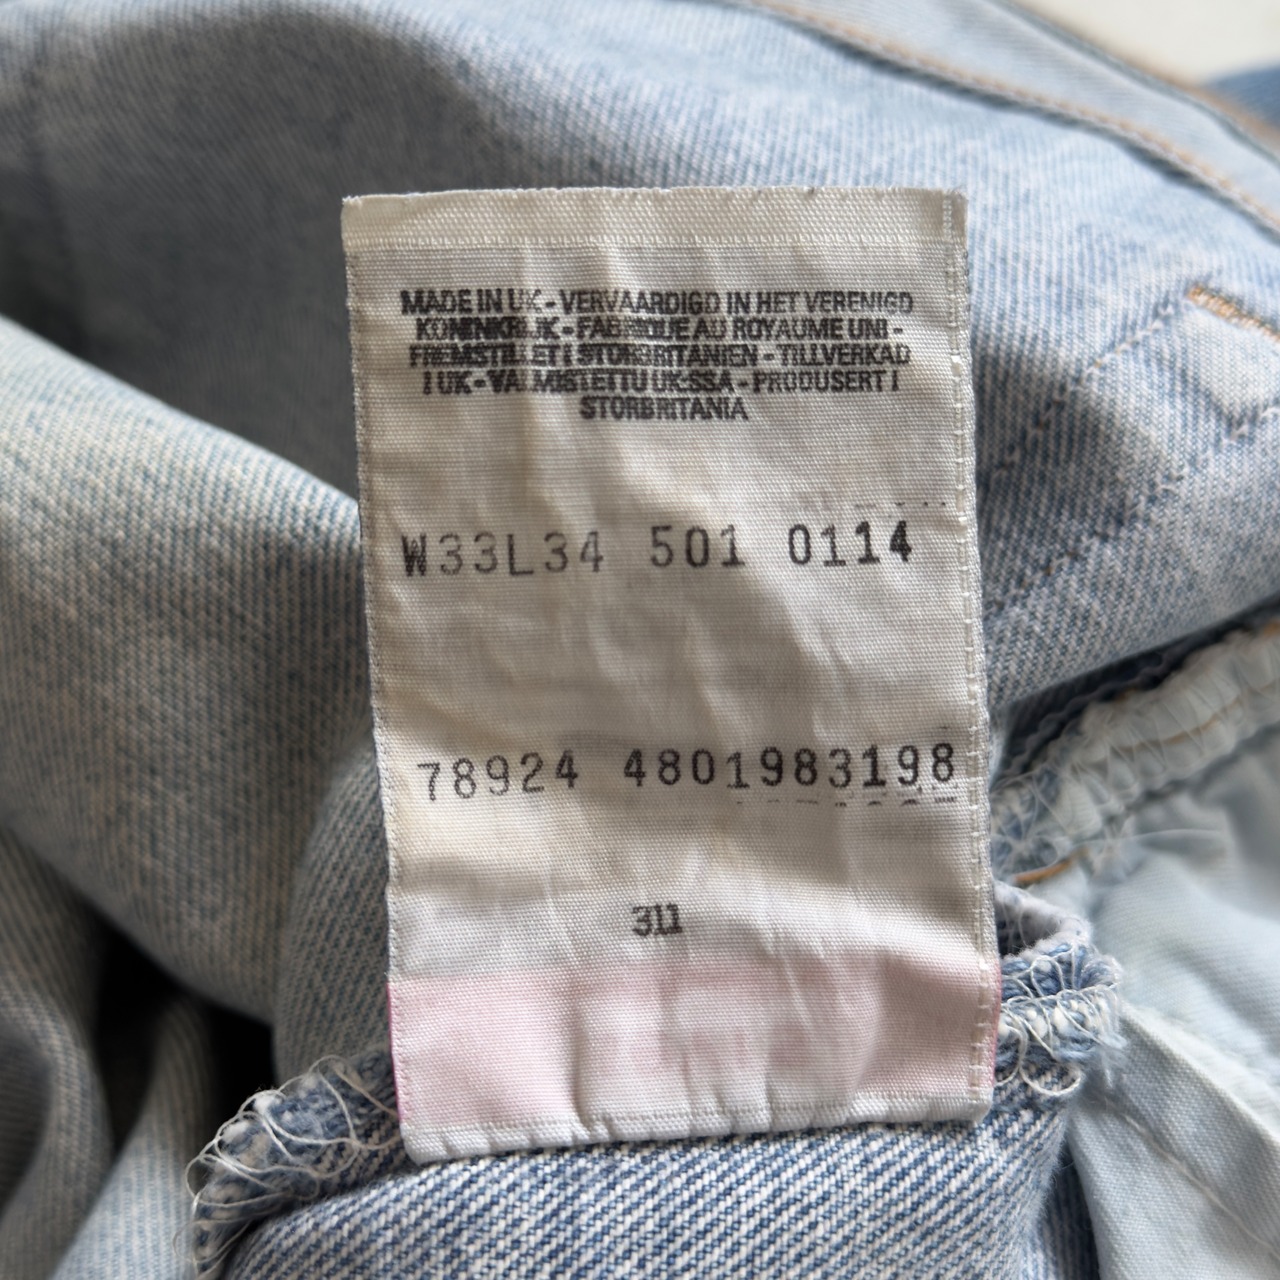 MADE IN UK - VERVAARDIGD IN HET VERENIGD
KONINKRIJK - FABRIQUE AU ROYAUME UNI -
FREMSTILLET I STORBRITANIEN - TILLVERKAD
I UK - VALMISTETTU UK:SSA - PRODUSERT I
STORBRITANIA
W33L34 501 0114
78924 4801983198
311